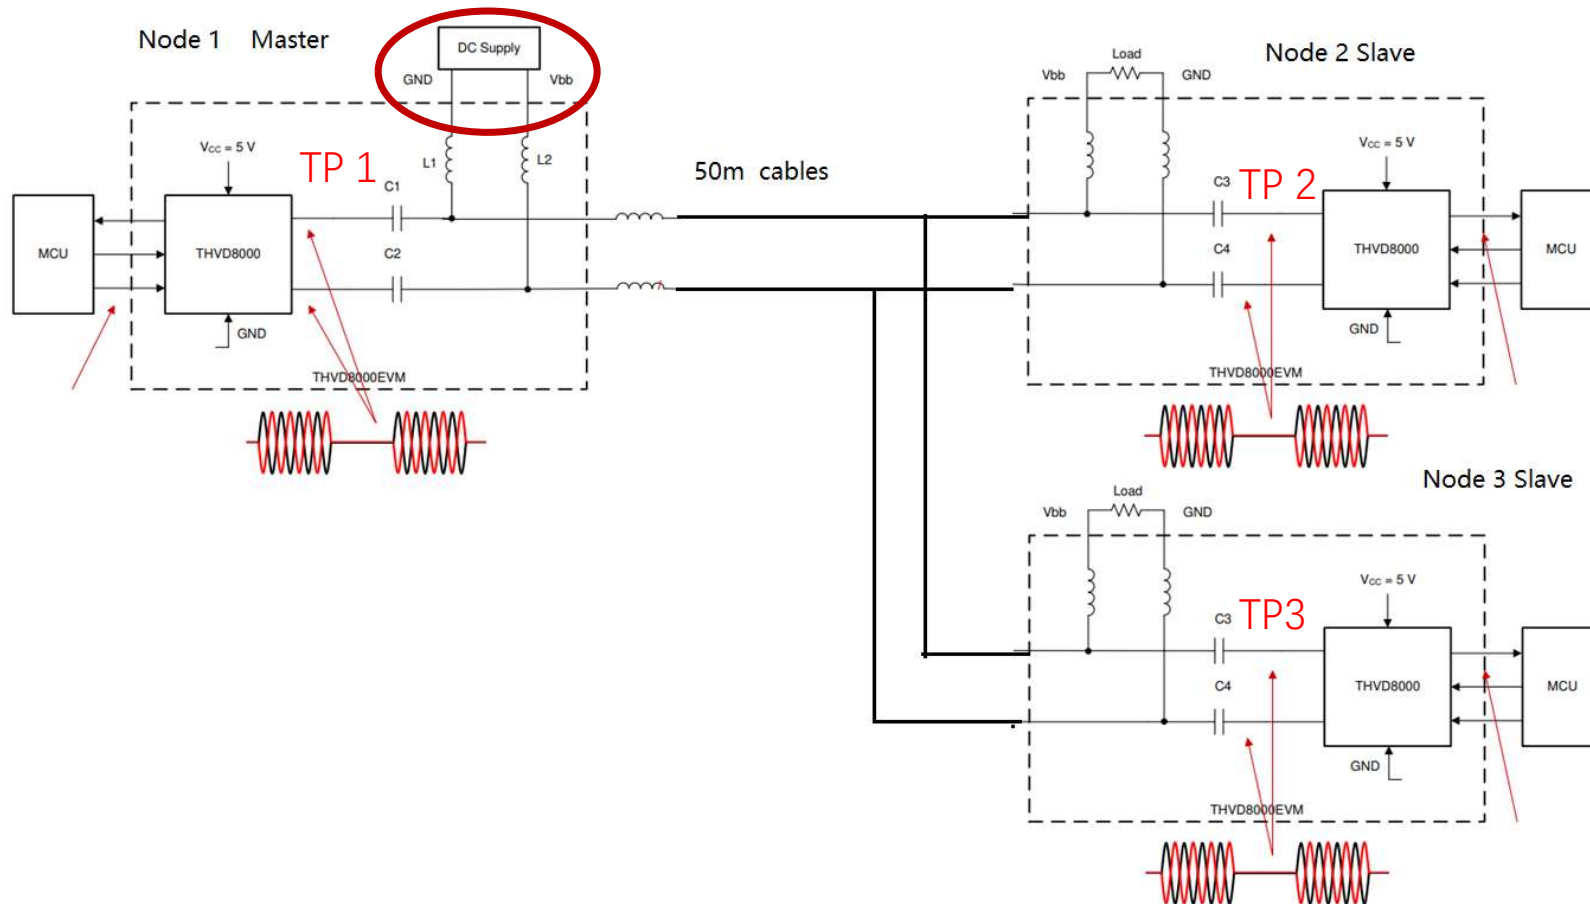 Node 1 Master
DC Supply
GND
Vbb
VCC = 5 V
TP 1
C1
L1
L2
MCU
THVD8000
C2
GND
THVD8000EVM
50m cables
Node 2 Slave
Load
Vbb
GND
VCC = 5 V
C3
TP 2
C4
THVD8000
MCU
GND
THVD8000EVM
Node 3 Slave
Load
Vbb
GND
VCC = 5 V
C3
TP3
C4
THVD8000
MCU
GND
THVD8000EVM